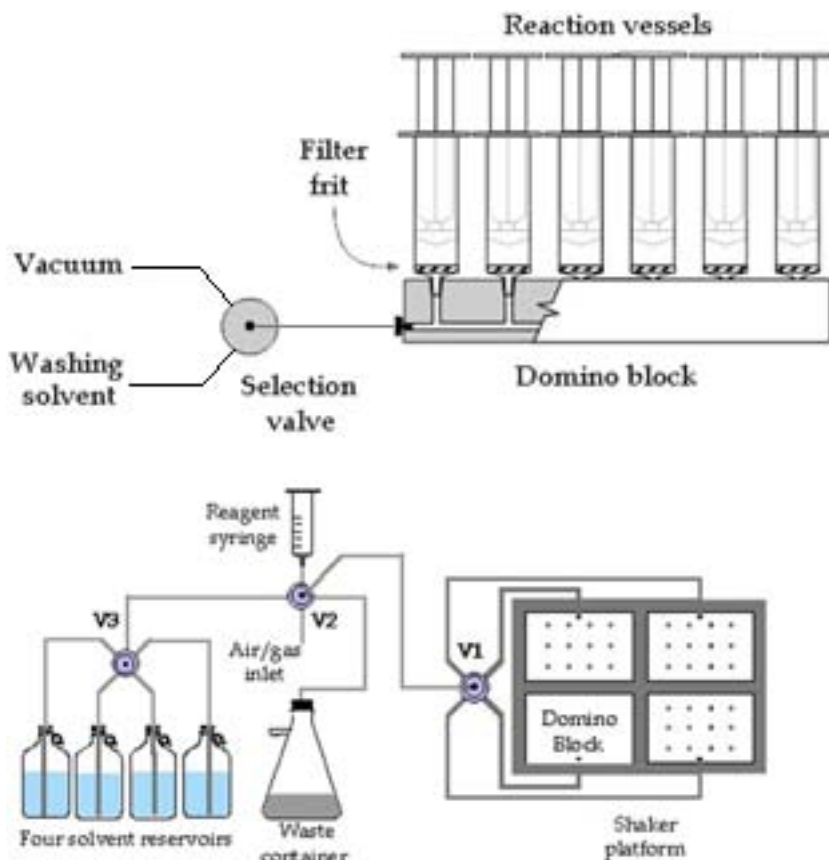 Reaction vessels
Filter
frit
Vacuum
Washing
solvent
Selection
valve
Domino block
Reagent
syringe
V3
V2
Air/gas
inlet
V1
Domino
Block
Four solvent reservoirs
Waste
container
Shaker
platform